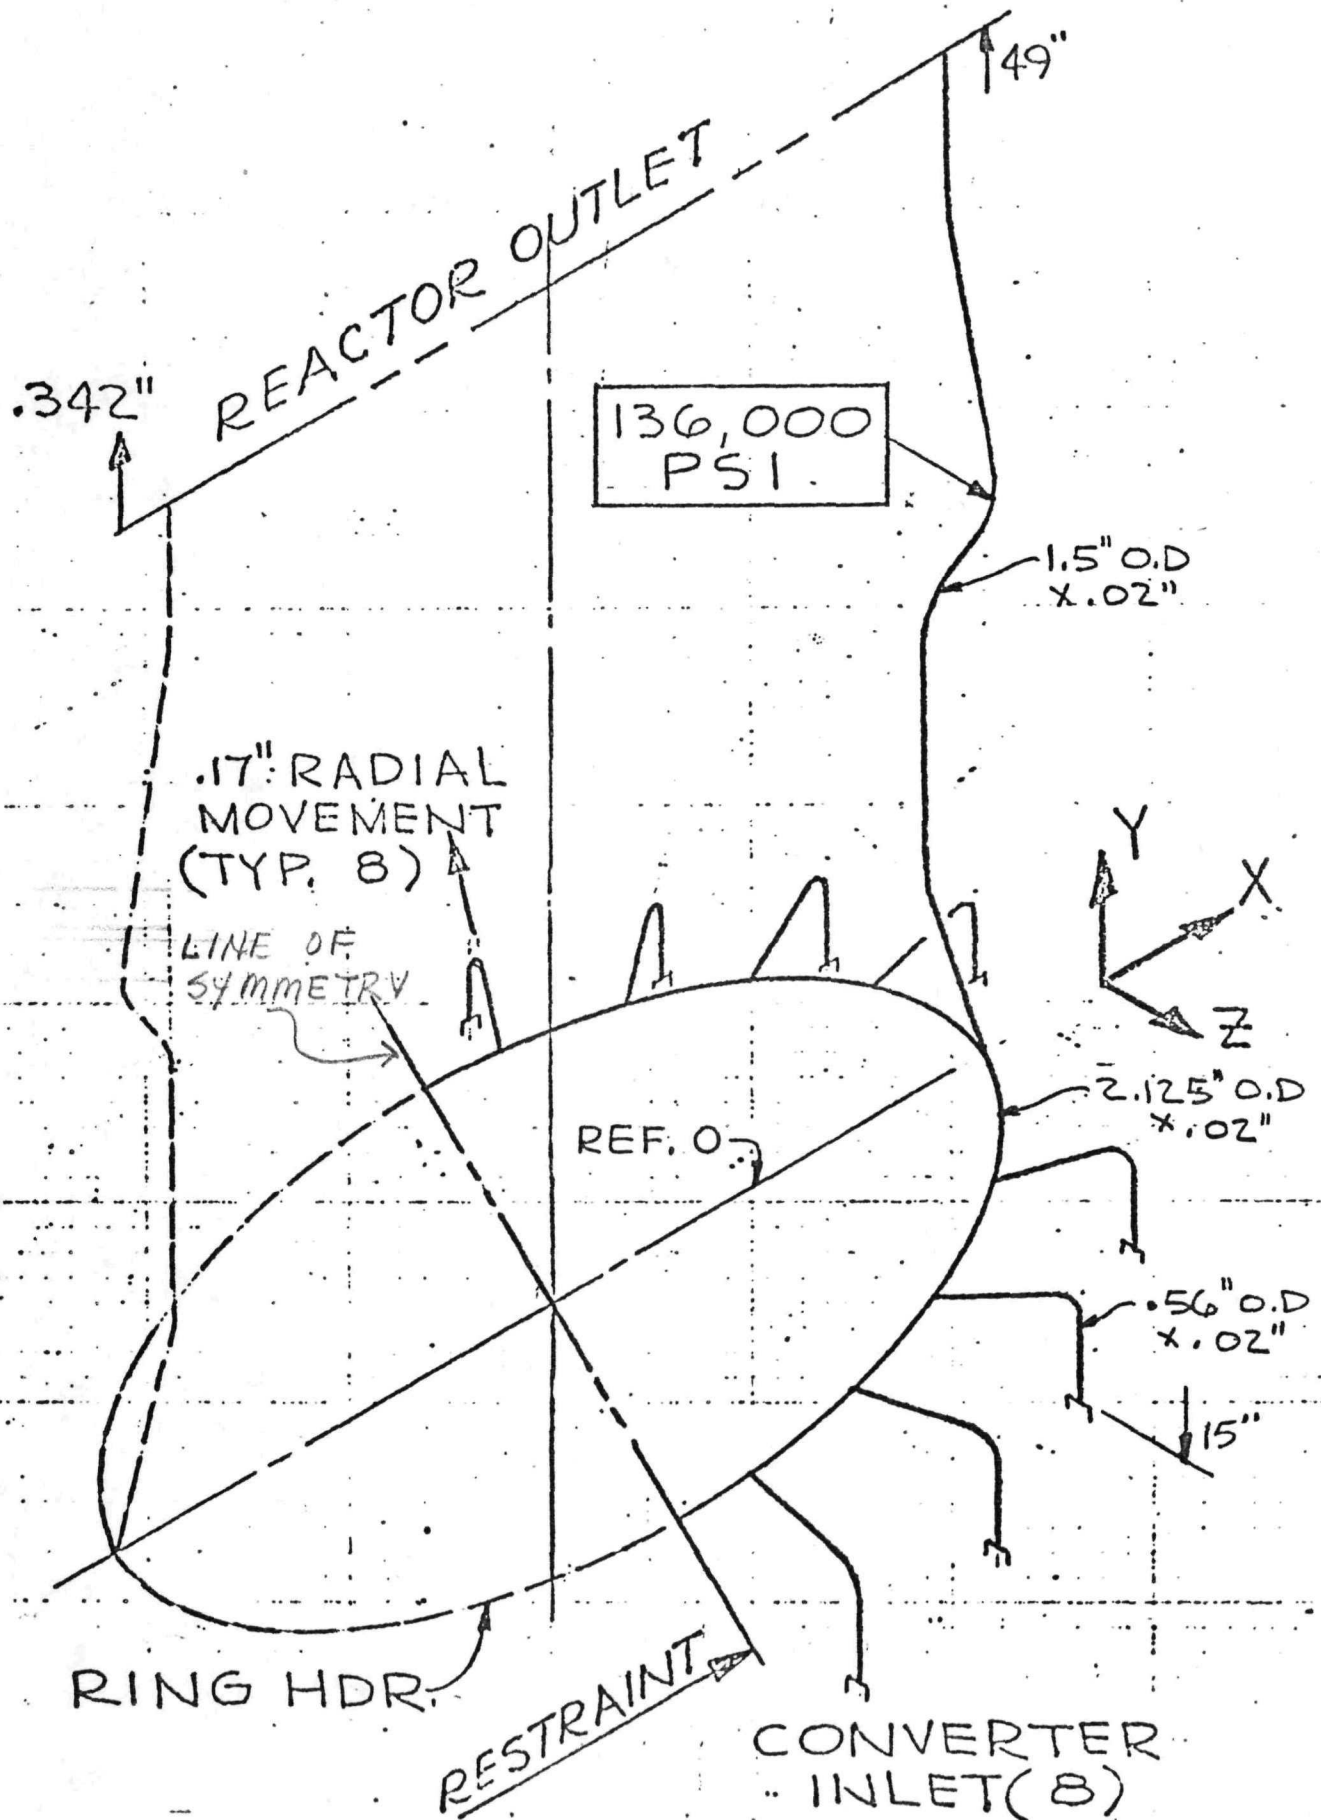 49"
REACTOR OUTLET
.342"
136,000
PSI
1.5" O.D
X .02"
.17" RADIAL
MOVEMENT
(TYP. 8)
LINE OF
SYMMETRY
Y
X
Z
2.125" O.D
X .02"
REF. O
.56" O.D
X .02"
15"
RING HDR.
RESTRAINT
CONVERTER
INLET (8)